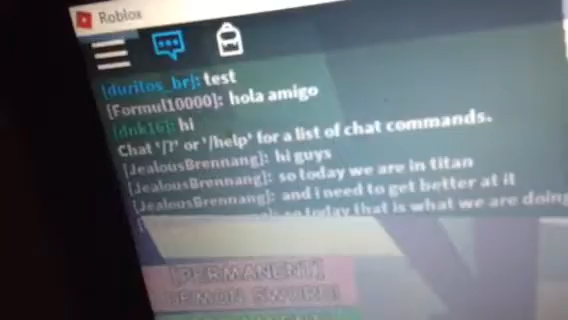 Roblox
[duritos_br]: test
[Formul10000]: hola amigo
[dnk16]: hi
Chat '/?' or '/help' for a list of chat commands.
[JealousBrennang]: hi guys
[JealousBrennang]: so today we are in titan
[JealousBrennang]: and i need to get better at it
so today that is what we are doing
[PERMANENT]
DEMON SWORD